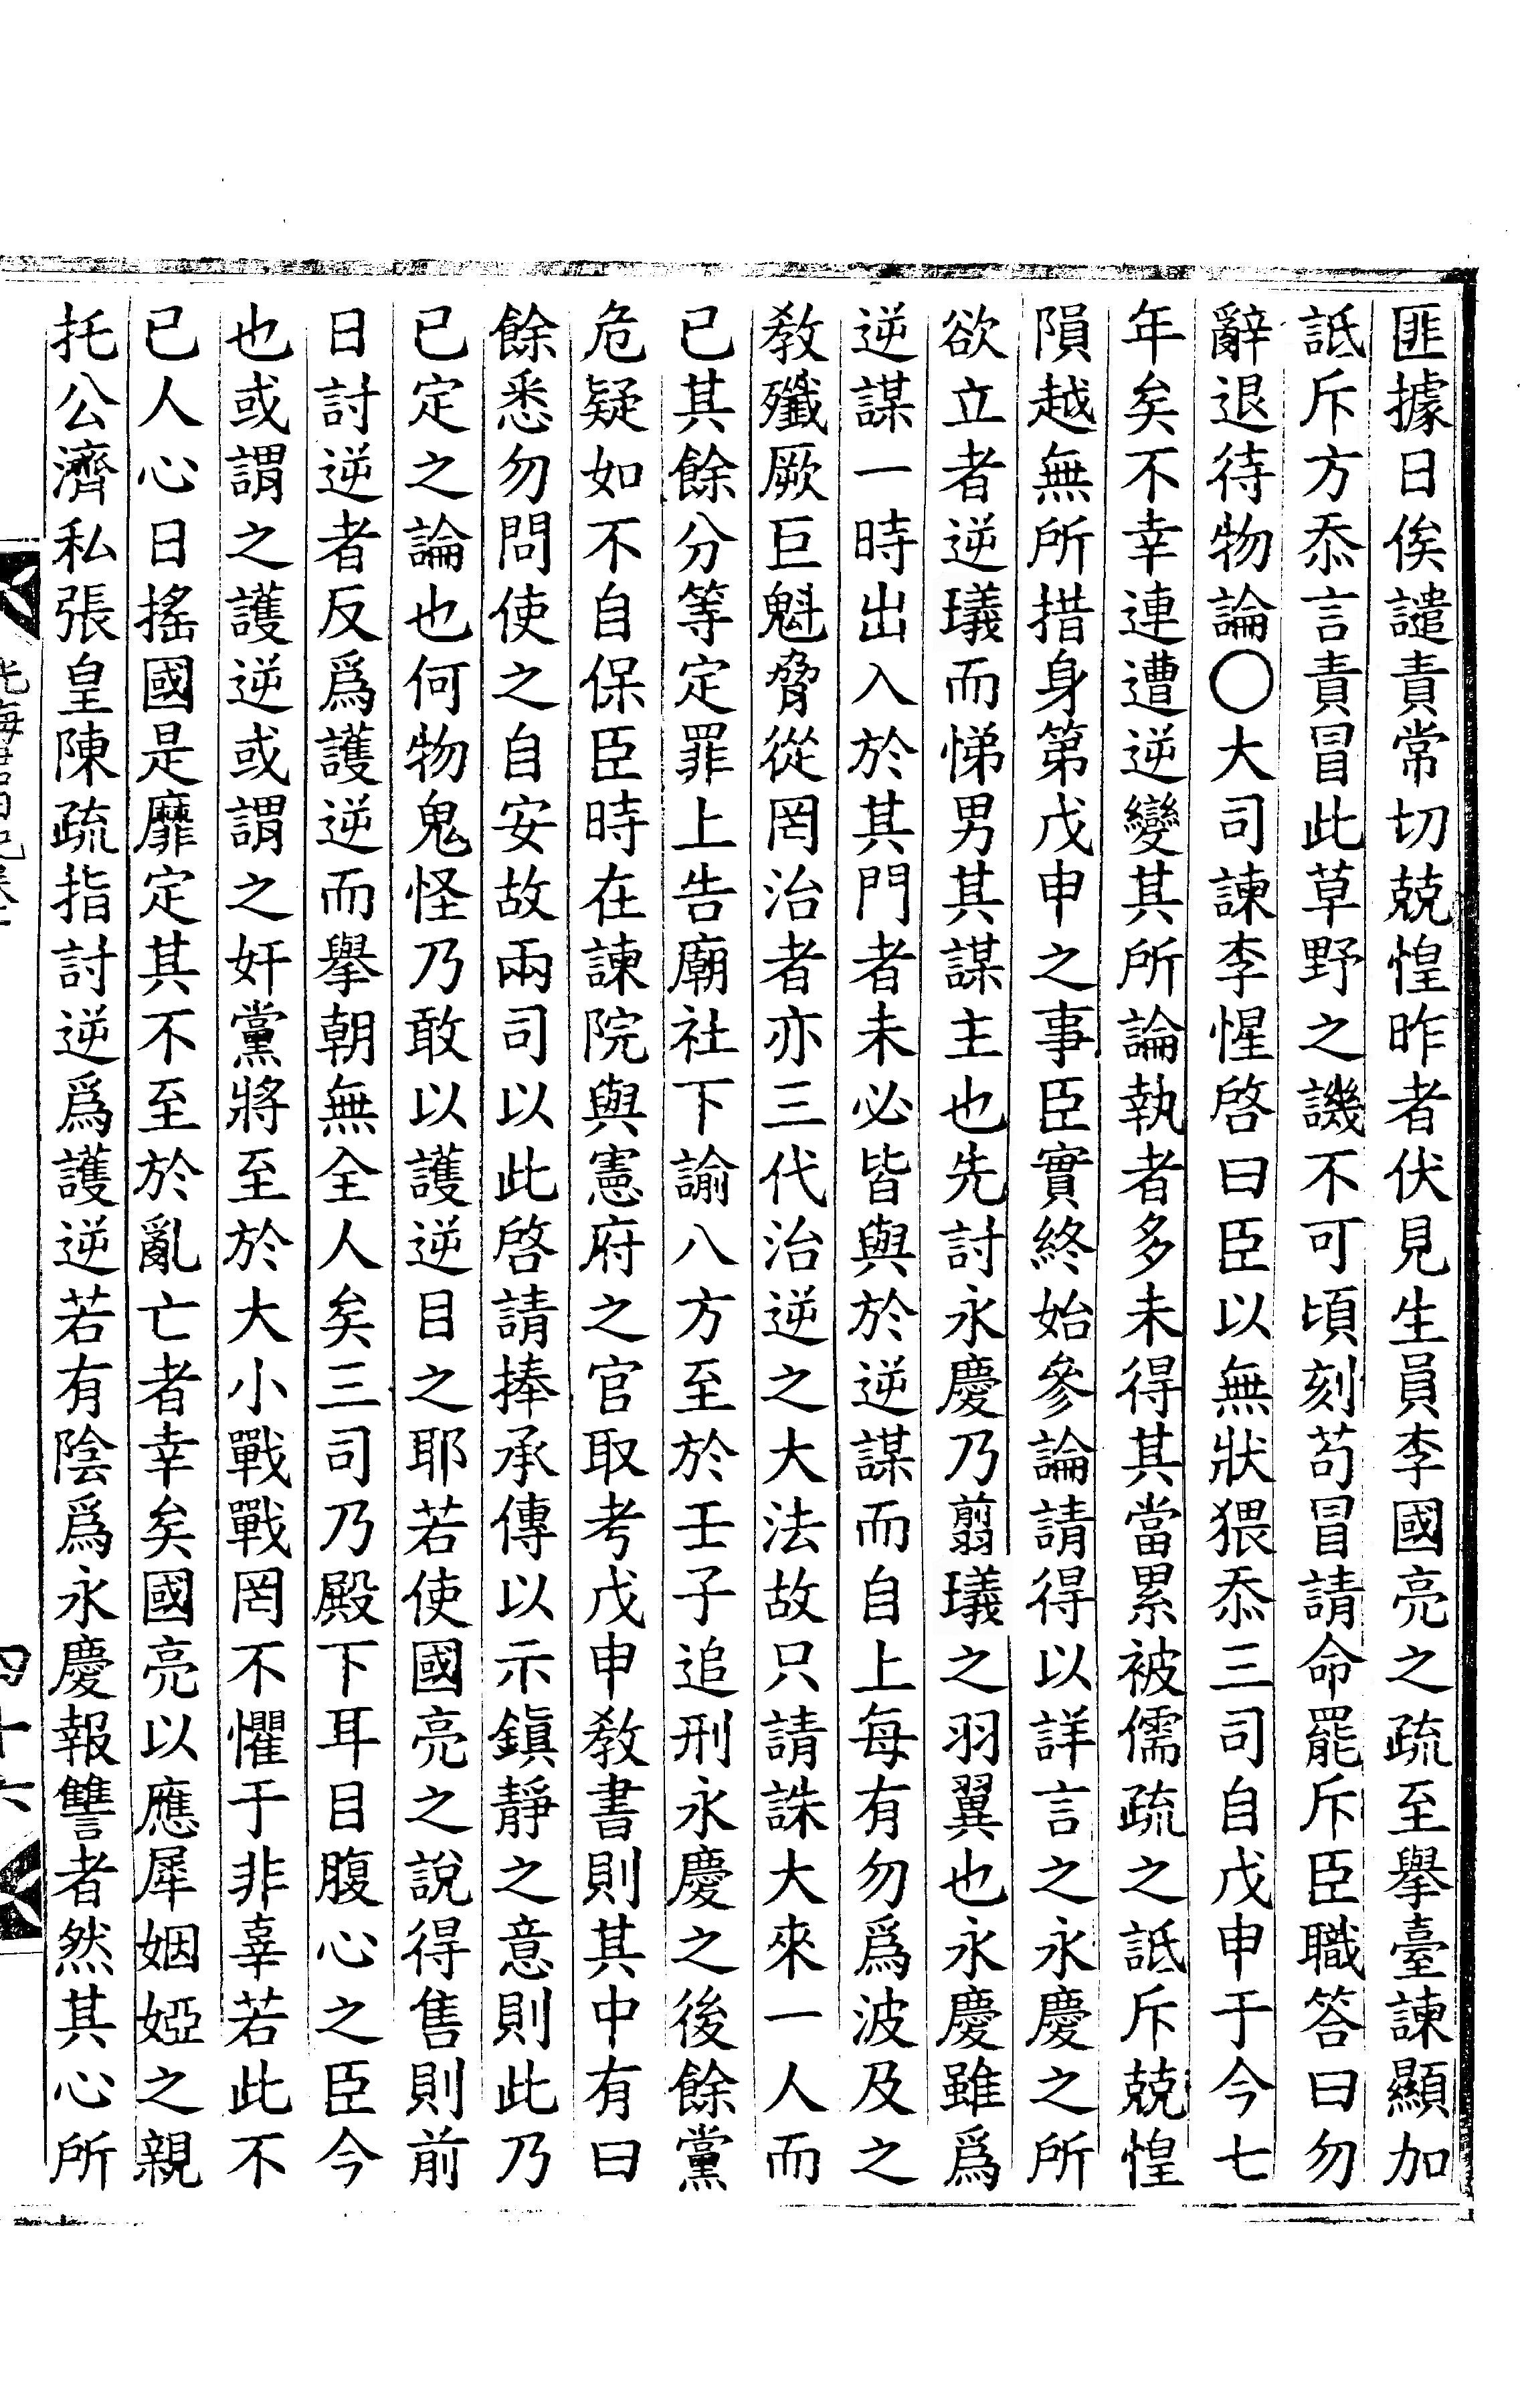 匪據日俟譴責常切兢惶昨者伏見生員李國亮之疏至擧臺諫顯加
詆斥方忝言責冒此草野之譏不可頃刻苟冒請命罷斥臣職答曰勿
辭退待物論○大司諫李惺啓曰臣以無狀猥忝三司自戊申于今七
年矣不幸連遭逆變其所論執者多未得其當累被儒疏之詆斥兢惶
隕越無所措身第戊申之事臣實終始參論請得以詳言之永慶之所
欲立者逆㼁而悌男其謀主也先討永慶乃翦㼁之羽翼也永慶雖爲
逆謀一時出入於其門者未必皆與於逆謀而自上每有勿爲波及之
敎殲厥巨魁脅從罔治者亦三代治逆之大法故只請誅大來一人而
已其餘分等定罪上告廟社下諭八方至於壬子追刑永慶之後餘黨
危疑如不自保臣時在諫院與憲府之官取考戊申敎書則其中有曰
餘悉勿問使之自安故兩司以此啓請捧承傳以示鎭靜之意則此乃
已定之論也何物鬼怪乃敢以護逆目之耶若使國亮之說得售則前
日討逆者反爲護逆而擧朝無全人矣三司乃殿下耳目腹心之臣今
也或謂之護逆或謂之奸黨將至於大小戰戰罔不懼于非辜若此不
已人心日搖國是靡定其不至於亂亡者幸矣國亮以應犀姻婭之親
托公濟私張皇陳疏指討逆爲護逆若有陰爲永慶報讐者然其心所